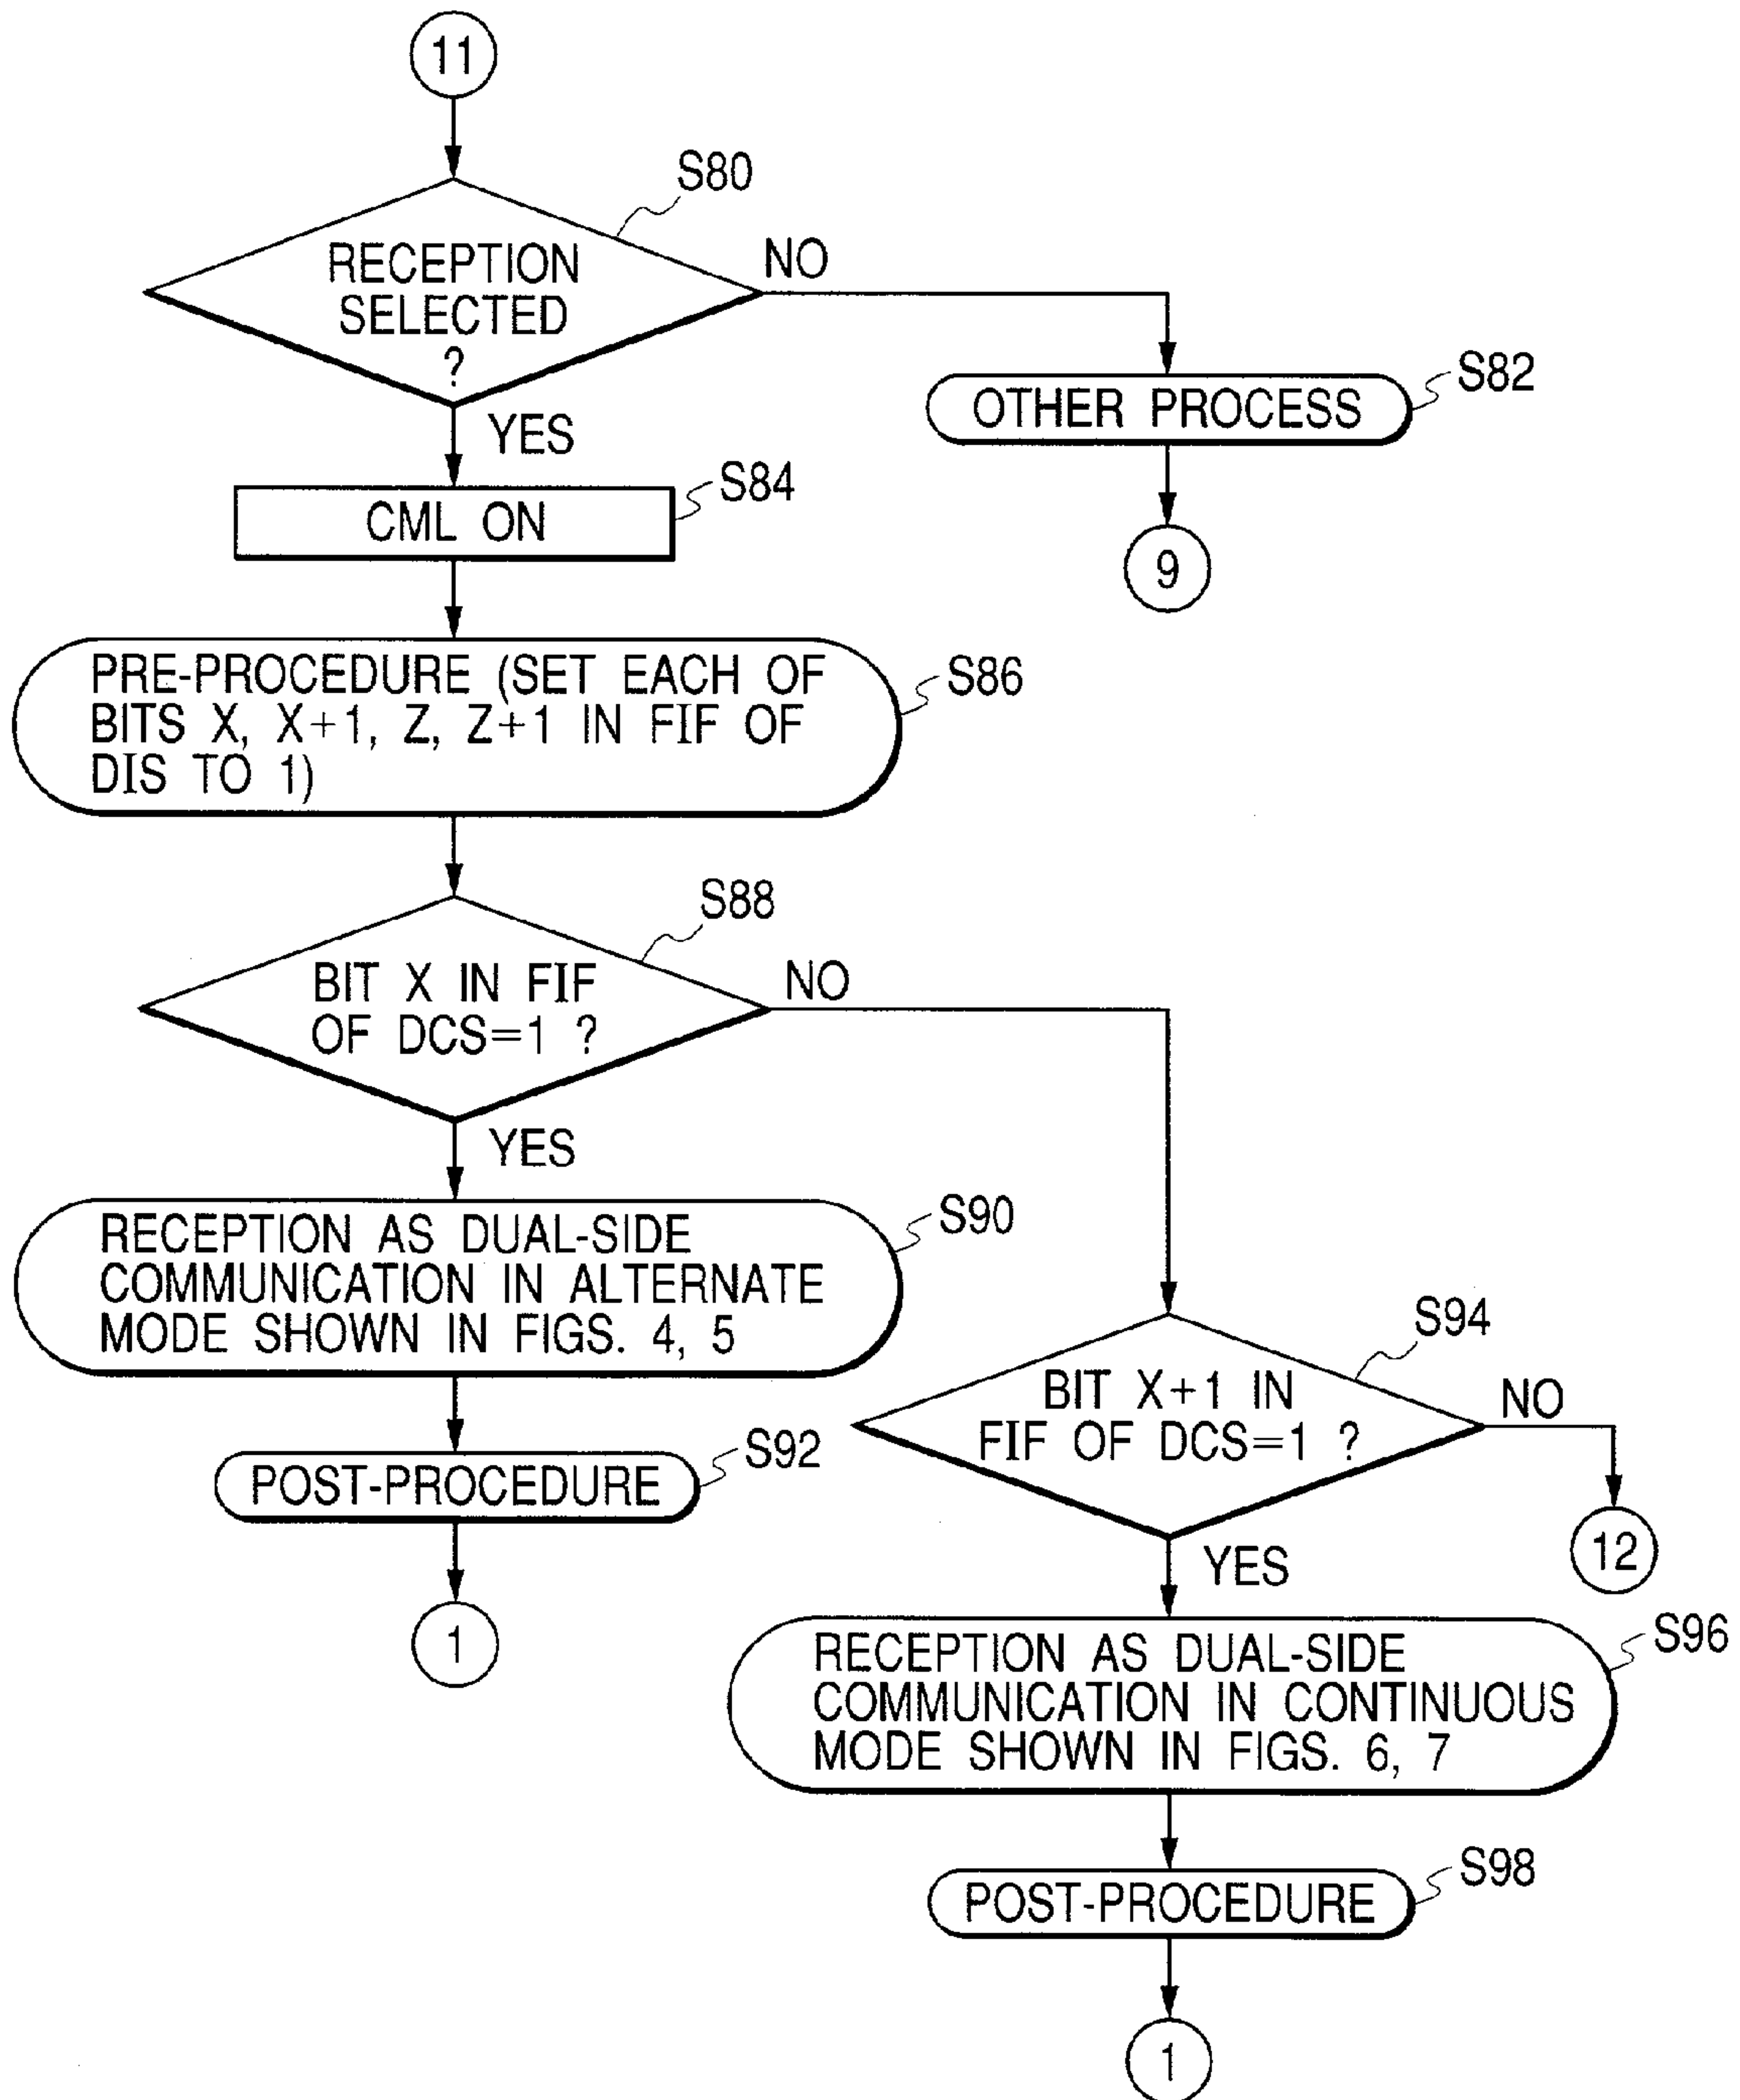 11
S80
RECEPTION
SELECTED
?
NO
YES
S82
OTHER PROCESS
9
S84
CML ON
S86
PRE-PROCEDURE (SET EACH OF
BITS X, X+1, Z, Z+1 IN FIF OF
DIS TO 1)
S88
BIT X IN FIF
OF DCS=1 ?
NO
YES
S90
RECEPTION AS DUAL-SIDE
COMMUNICATION IN ALTERNATE
MODE SHOWN IN FIGS. 4, 5
S92
POST-PROCEDURE
1
S94
BIT X+1 IN
FIF OF DCS=1 ?
NO
12
YES
S96
RECEPTION AS DUAL-SIDE
COMMUNICATION IN CONTINUOUS
MODE SHOWN IN FIGS. 6, 7
S98
POST-PROCEDURE
1